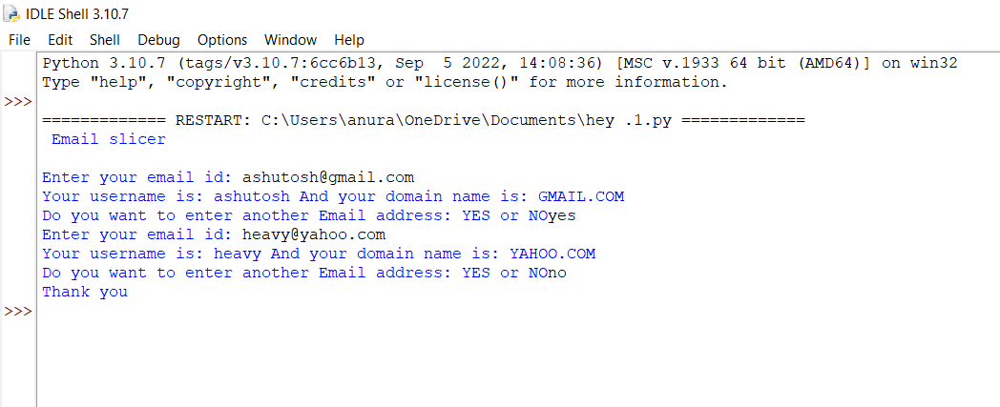 IDLE Shell 3.10.7
File Edit Shell Debug Options Window Help
Python 3.10.7 (tags/v3.10.7:6cc6b13, Sep  5 2022, 14:08:36) [MSC v.1933 64 bit (AMD64)] on win32
Type "help", "copyright", "credits" or "license()" for more information.
>>>
============= RESTART: C:\Users\anura\OneDrive\Documents\hey .1.py =============
Email slicer
Enter your email id: ashutosh@gmail.com
Your username is: ashutosh And your domain name is: GMAIL.COM
Do you want to enter another Email address: YES or NOyes
Enter your email id: heavy@yahoo.com
Your username is: heavy And your domain name is: YAHOO.COM
Do you want to enter another Email address: YES or NOno
Thank you
>>>